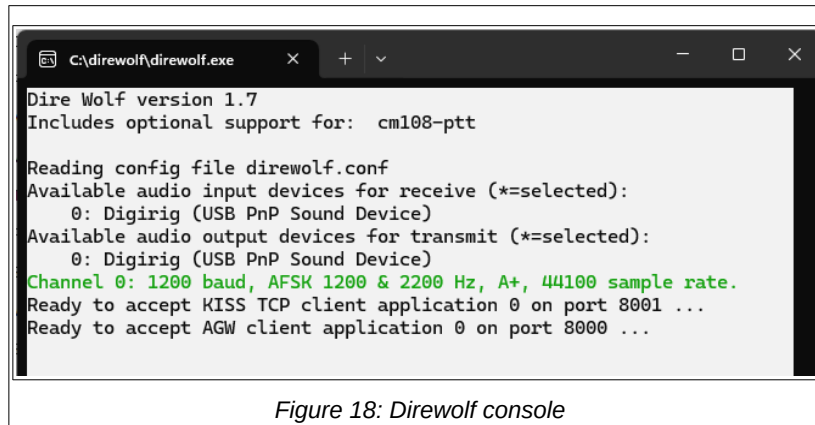 C:\direwolf\direwolf.exe
Dire Wolf version 1.7
Includes optional support for:  cm108-ptt
Reading config file direwolf.conf
Available audio input devices for receive (*=selected):
    0: Digirig (USB PnP Sound Device)
Available audio output devices for transmit (*=selected):
    0: Digirig (USB PnP Sound Device)
Channel 0: 1200 baud, AFSK 1200 & 2200 Hz, A+, 44100 sample rate.
Ready to accept KISS TCP client application 0 on port 8001 ...
Ready to accept AGW client application 0 on port 8000 ...
Figure 18: Direwolf console